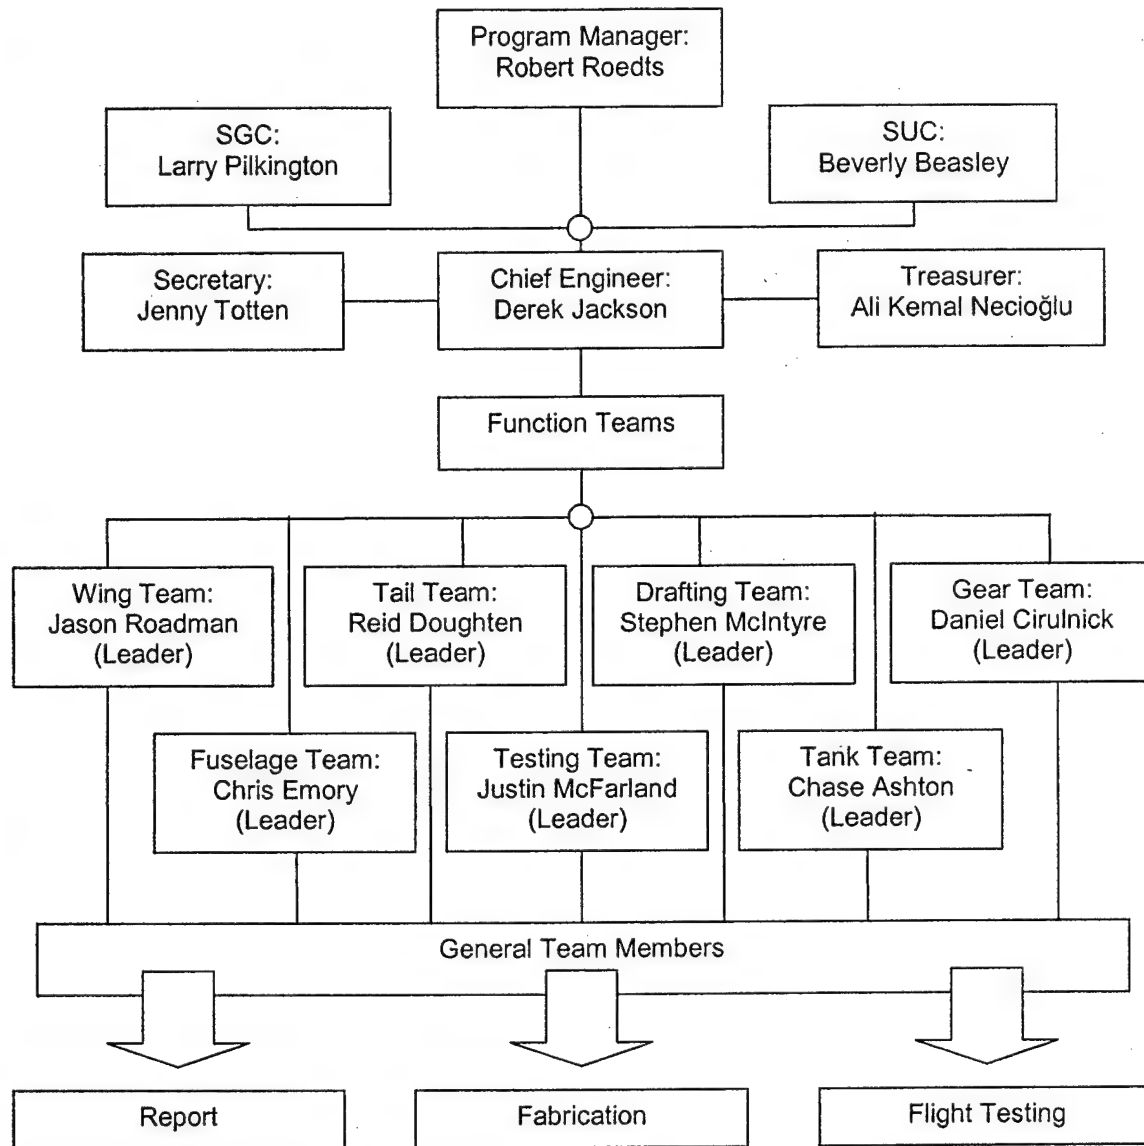 Program Manager:
Robert Roedts
SGC:
Larry Pilkington
SUC:
Beverly Beasley
Secretary:
Jenny Totten
Chief Engineer:
Derek Jackson
Treasurer:
Ali Kemal Necioğlu
Function Teams
Wing Team:
Jason Roadman
(Leader)
Tail Team:
Reid Doughten
(Leader)
Drafting Team:
Stephen McIntyre
(Leader)
Gear Team:
Daniel Cirulnick
(Leader)
Fuselage Team:
Chris Emory
(Leader)
Testing Team:
Justin McFarland
(Leader)
Tank Team:
Chase Ashton
(Leader)
General Team Members
Report
Fabrication
Flight Testing